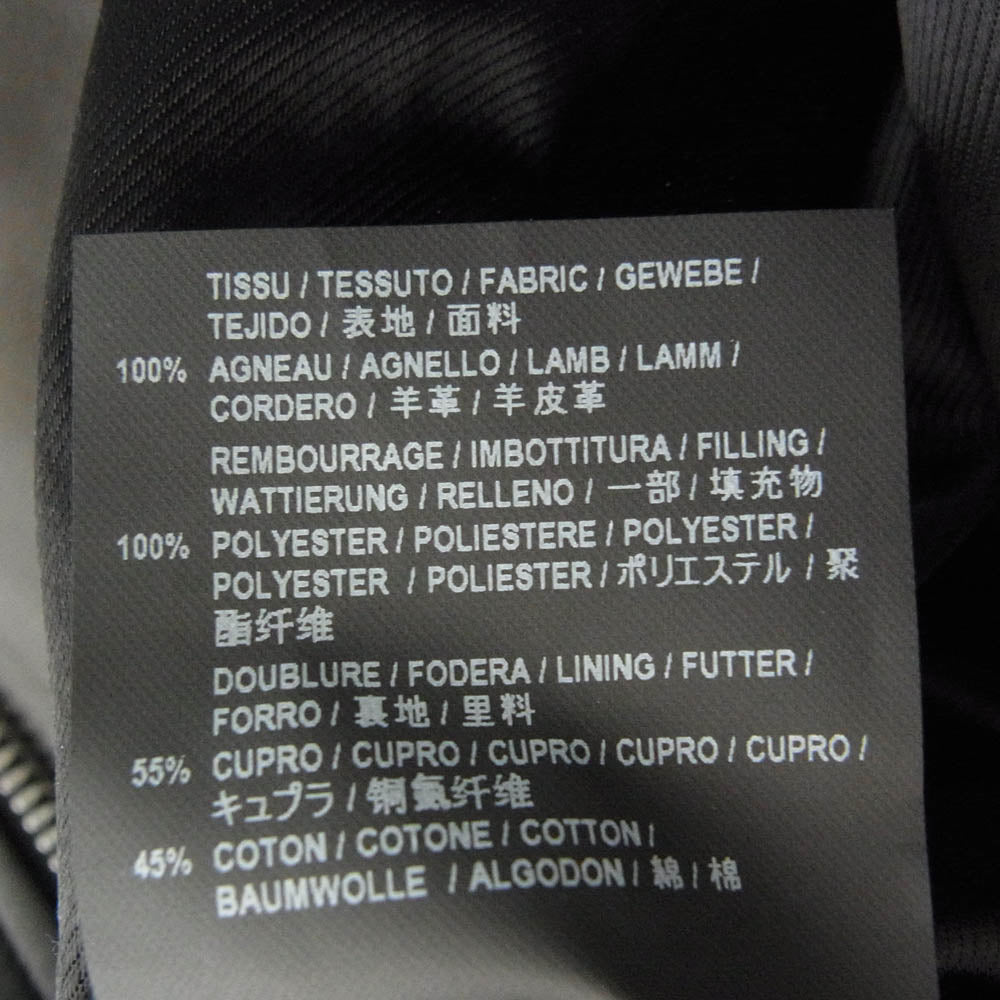 TISSU / TESSUTO / FABRIC / GEWEBE /
TEJIDO / 表地 / 面料
100% AGNEAU / AGNELLO / LAMB / LAMM /
CORDERO / 羊革 / 羊皮革
REMBOURRAGE / IMBOTTITURA / FILLING /
WATTIERUNG / RELLENO / 一部 / 填充物
100% POLYESTER / POLIESTERE / POLYESTER /
POLYESTER / POLIESTER / ポリエステル / 聚
酯纤维
DOUBLURE / FODERA / LINING / FUTTER /
FORRO / 裏地 / 里料
55% CUPRO / CUPRO / CUPRO / CUPRO / CUPRO /
キュプラ / 铜氨纤维
45% COTON / COTONE / COTTON /
BAUMWOLLE / ALGODON / 綿 / 棉